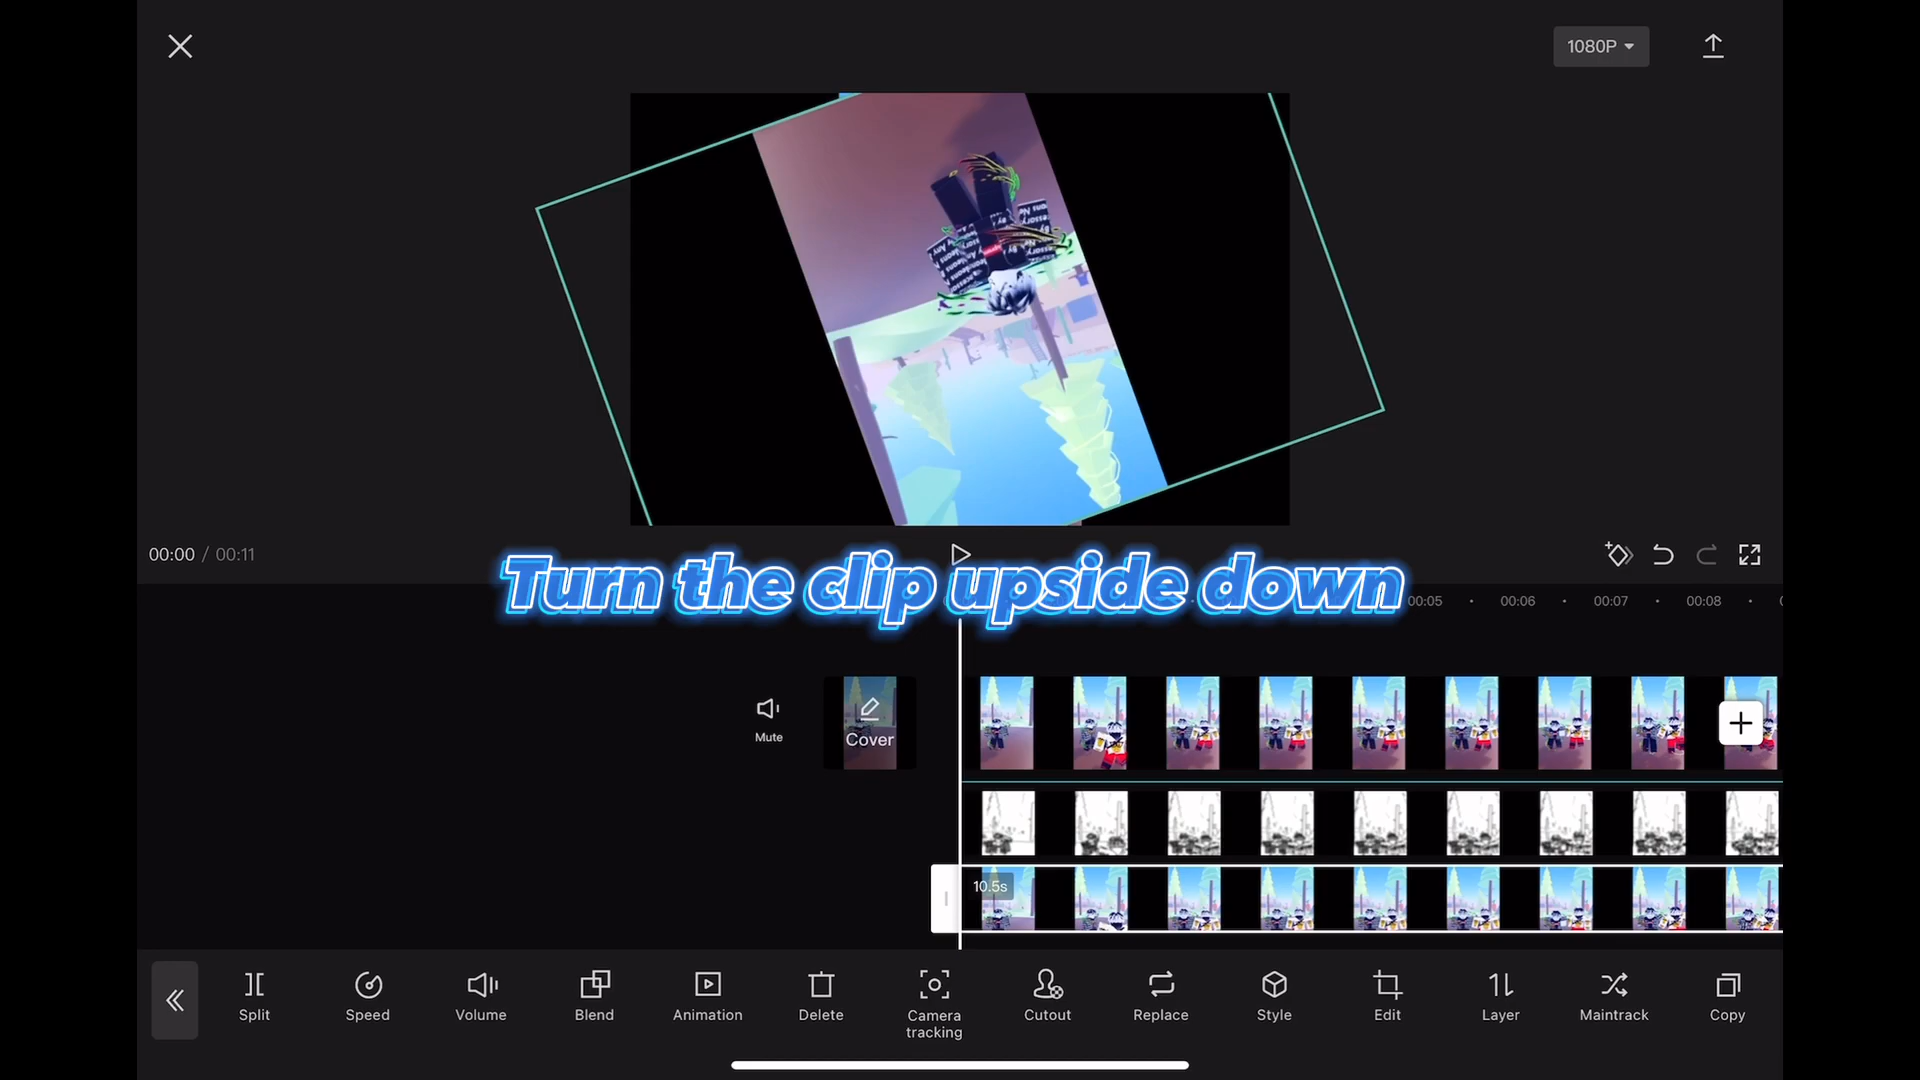 1080P
00:00 / 00:11
Turn the clip upside down
00:05 00:06 00:07 00:08
Mute
Cover
10.5s
Split
Speed
Volume
Blend
Animation
Delete
Camera
tracking
Cutout
Replace
Style
Edit
Layer
Maintrack
Copy